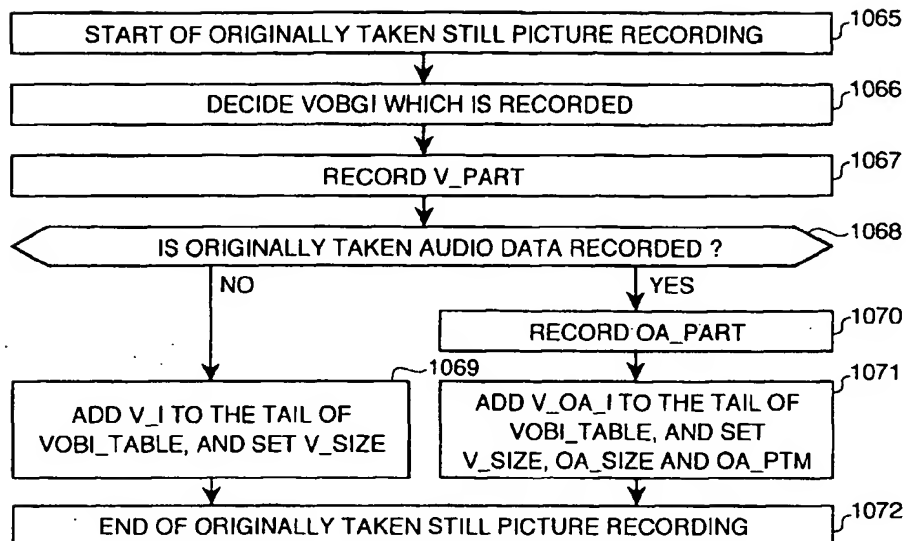 START OF ORIGINALLY TAKEN STILL PICTURE RECORDING
1065
DECIDE VOBGI WHICH IS RECORDED
1066
RECORD V_PART
1067
IS ORIGINALLY TAKEN AUDIO DATA RECORDED ?
1068
NO
YES
RECORD OA_PART
1070
1069
ADD V_I TO THE TAIL OF
VOBI_TABLE, AND SET V_SIZE
1071
ADD V_OA_I TO THE TAIL OF
VOBI_TABLE, AND SET
V_SIZE, OA_SIZE AND OA_PTM
END OF ORIGINALLY TAKEN STILL PICTURE RECORDING
1072